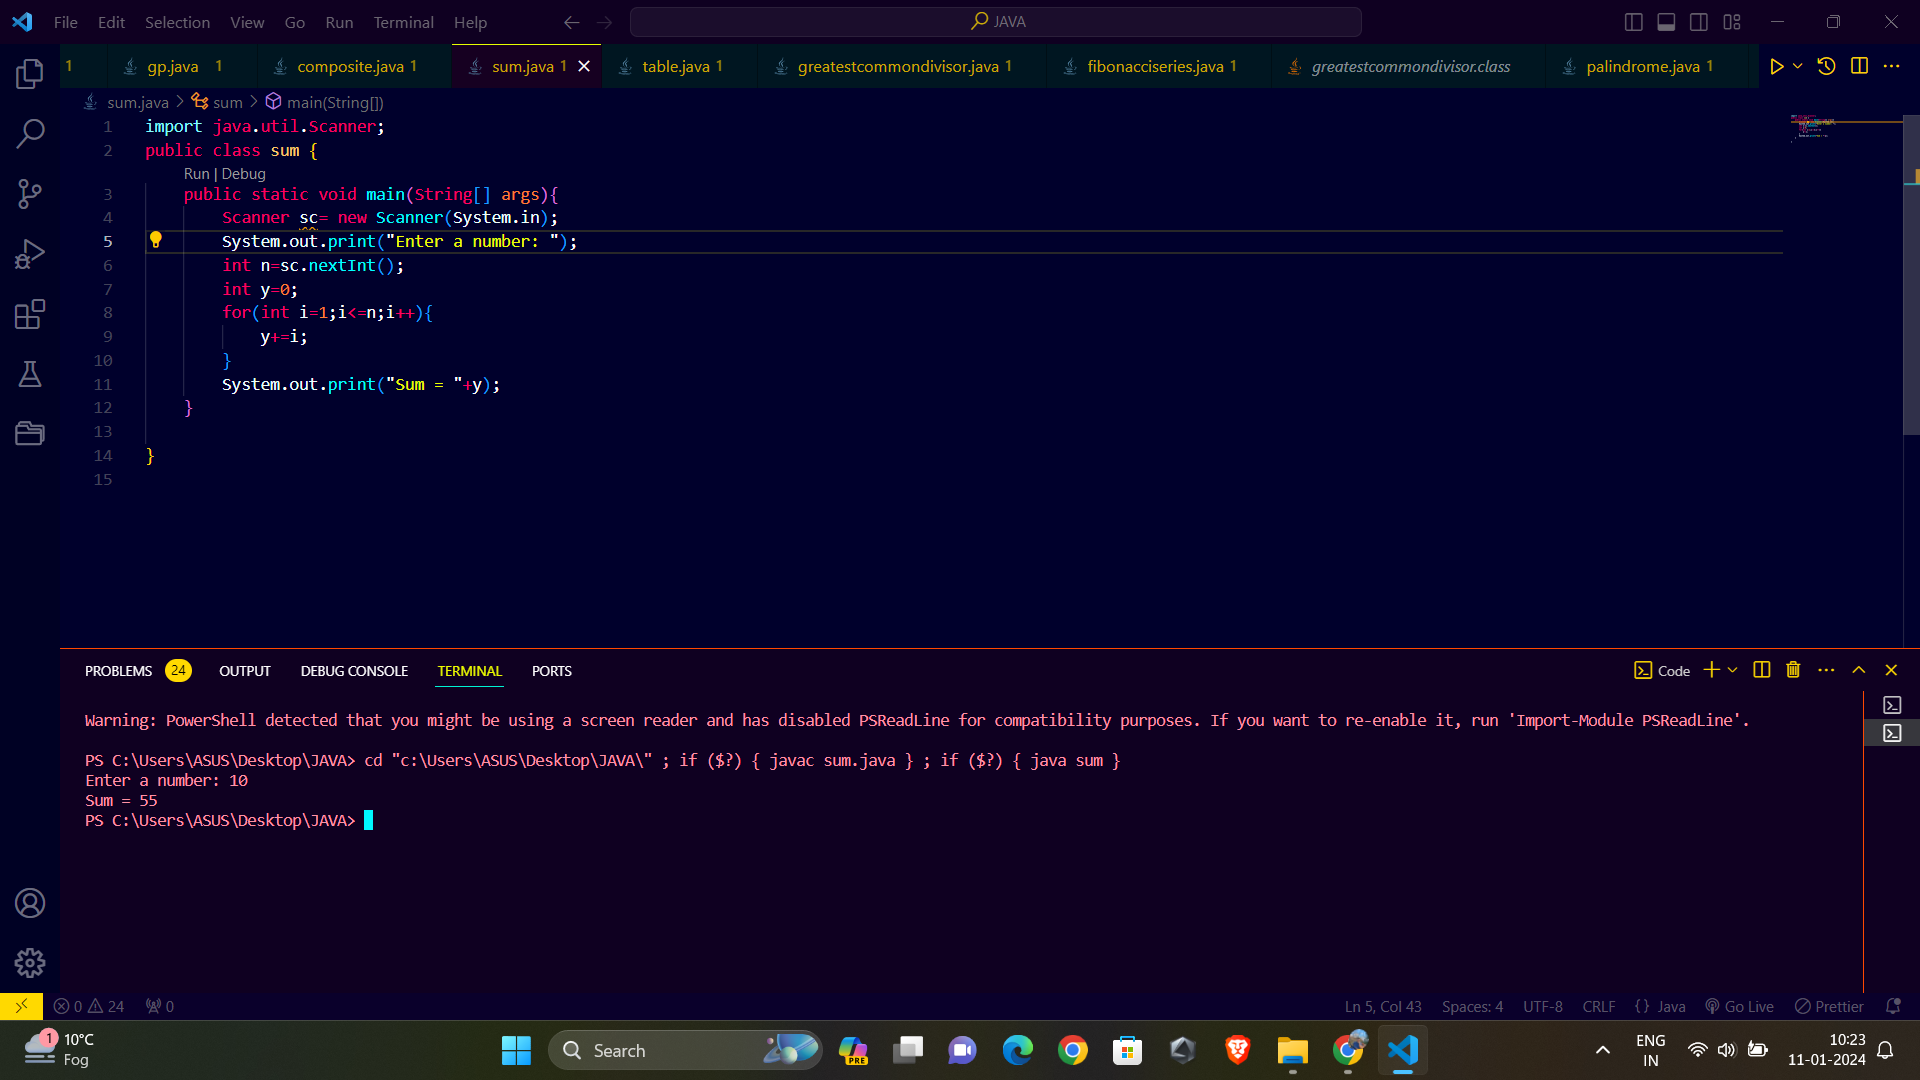 File Edit Selection View Go Run Terminal Help JAVA
1 gp.java 1 composite.java 1 sum.java 1 table.java 1 greatestcommondivisor.java 1 fibonacciseries.java 1 greatestcommondivisor.class palindrome.java 1
sum.java > sum > main(String[])
1 import java.util.Scanner;
2 public class sum {
Run | Debug
3 public static void main(String[] args){
4 Scanner sc= new Scanner(System.in);
5 System.out.print("Enter a number: ");
6 int n=sc.nextInt();
7 int y=0;
8 for(int i=1;i<=n;i++){
9 y+=i;
10 }
11 System.out.print("Sum = "+y);
12 }
13
14 }
15
PROBLEMS 24 OUTPUT DEBUG CONSOLE TERMINAL PORTS Code
Warning: PowerShell detected that you might be using a screen reader and has disabled PSReadLine for compatibility purposes. If you want to re-enable it, run 'Import-Module PSReadLine'.
PS C:\Users\ASUS\Desktop\JAVA> cd "c:\Users\ASUS\Desktop\JAVA\" ; if ($?) { javac sum.java } ; if ($?) { java sum }
Enter a number: 10
Sum = 55
PS C:\Users\ASUS\Desktop\JAVA>
0 24 0 Ln 5, Col 43 Spaces: 4 UTF-8 CRLF {} Java Go Live Prettier
1 10°C
Fog
Search
PRE
ENG
IN
10:23
11-01-2024